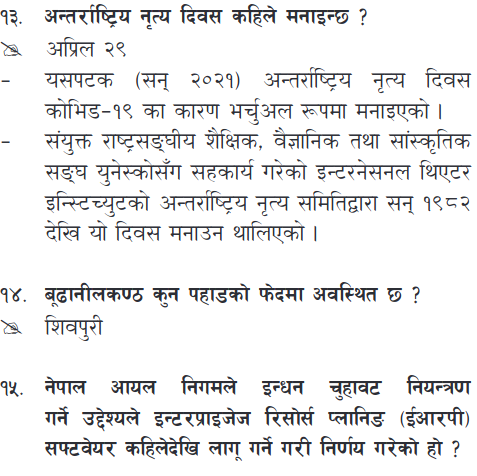 १३. अन्तर्राष्ट्रिय नृत्य दिवस कहिले मनाइन्छ ?
अप्रिल २९
– यसपटक (सन् २०२१) अन्तर्राष्ट्रिय नृत्य दिवस
कोभिड–१९ का कारण भर्चुअल रूपमा मनाइएको ।
– संयुक्त राष्ट्रसङ्घीय शैक्षिक, वैज्ञानिक तथा सांस्कृतिक
सङ्घ युनेस्कोसँग सहकार्य गरेको इन्टरनेसनल थिएटर
इन्स्टिच्युटको अन्तर्राष्ट्रिय नृत्य समितिद्वारा सन् १९८२
देखि यो दिवस मनाउन थालिएको ।
१४. बूढानीलकण्ठ कुन पहाडको फेदमा अवस्थित छ ?
शिवपुरी
१५. नेपाल आयल निगमले इन्धन चुहावट नियन्त्रण
गर्ने उद्देश्यले इन्टरप्राइजेज रिसोर्स प्लानिङ (ईआरपी)
सफ्टवेयर कहिलेदेखि लागू गर्ने गरी निर्णय गरेको हो ?